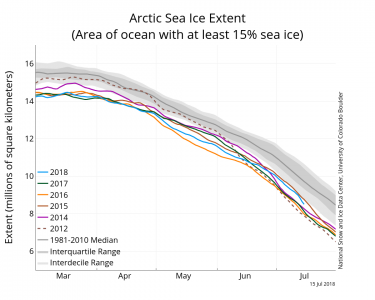 Arctic Sea Ice Extent
(Area of ocean with at least 15% sea ice)
Extent (millions of square kilometers)
16
14
12
10
8
6
2018
2017
2016
2015
2014
2012
1981-2010 Median
Interquartile Range
Interdecile Range
Mar
Apr
May
Jun
Jul
National Snow and Ice Data Center, University of Colorado Boulder
15 Jul 2018